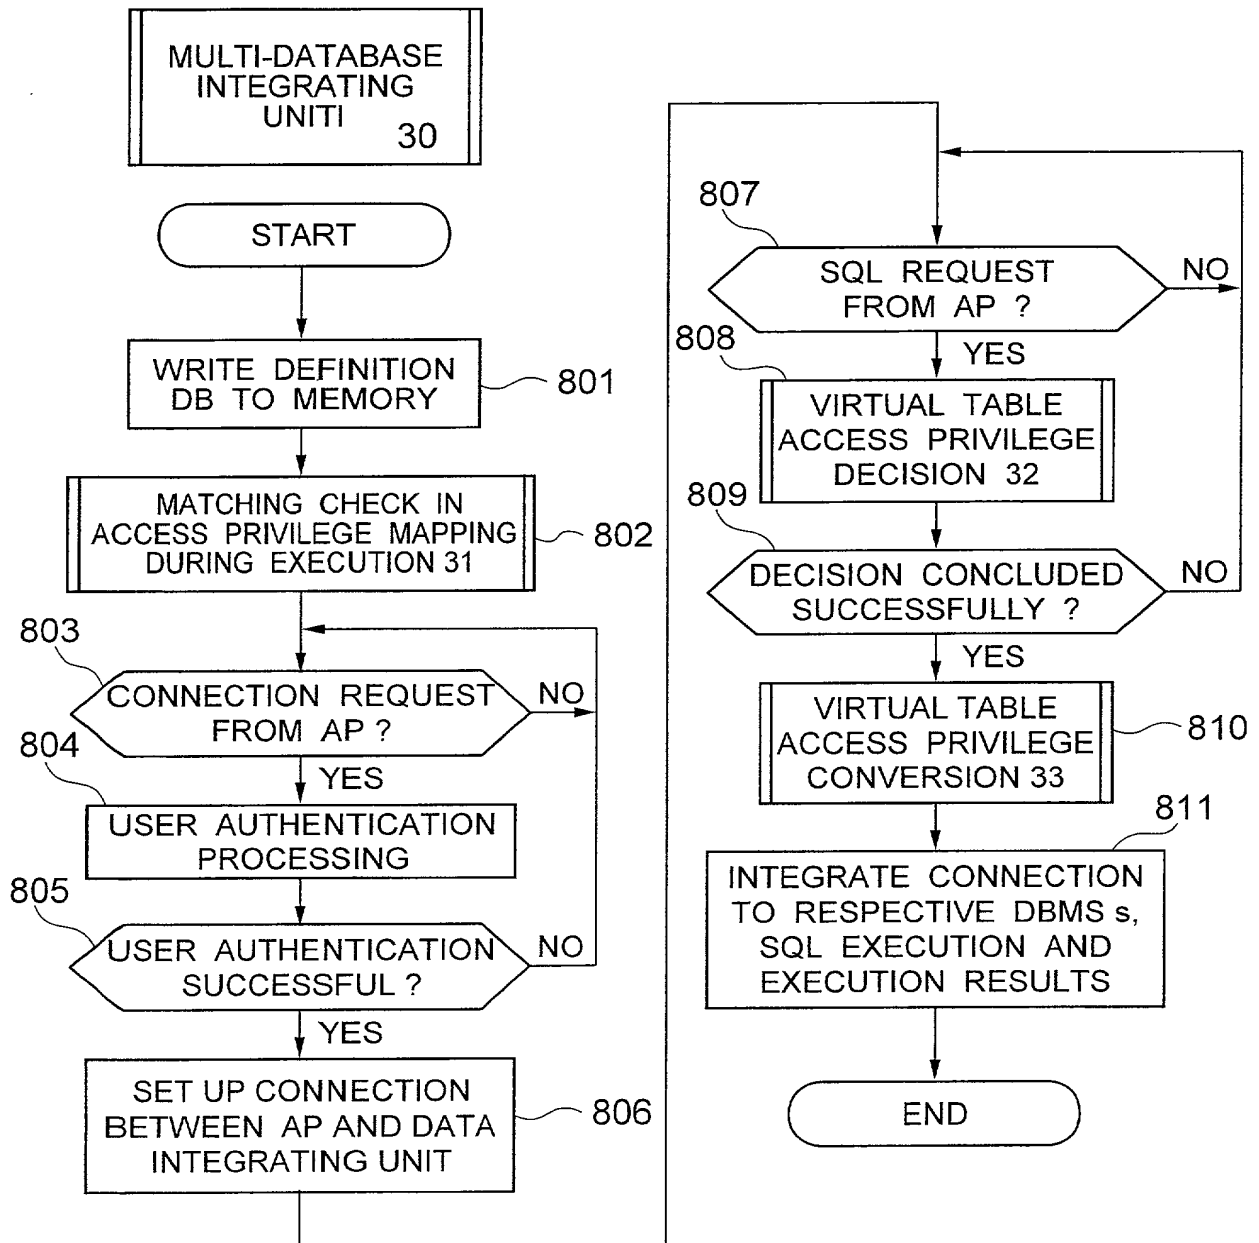 MULTI-DATABASE
INTEGRATING
UNITI
30
START
WRITE DEFINITION
DB TO MEMORY
801
MATCHING CHECK IN
ACCESS PRIVILEGE MAPPING
DURING EXECUTION 31
802
803
CONNECTION REQUEST
FROM AP ?
NO
YES
804
USER AUTHENTICATION
PROCESSING
805
USER AUTHENTICATION
SUCCESSFUL ?
NO
YES
SET UP CONNECTION
BETWEEN AP AND DATA
INTEGRATING UNIT
806
807
SQL REQUEST
FROM AP ?
NO
YES
808
VIRTUAL TABLE
ACCESS PRIVILEGE
DECISION 32
809
DECISION CONCLUDED
SUCCESSFULLY ?
NO
YES
VIRTUAL TABLE
ACCESS PRIVILEGE
CONVERSION 33
810
811
INTEGRATE CONNECTION
TO RESPECTIVE DBMS s,
SQL EXECUTION AND
EXECUTION RESULTS
END